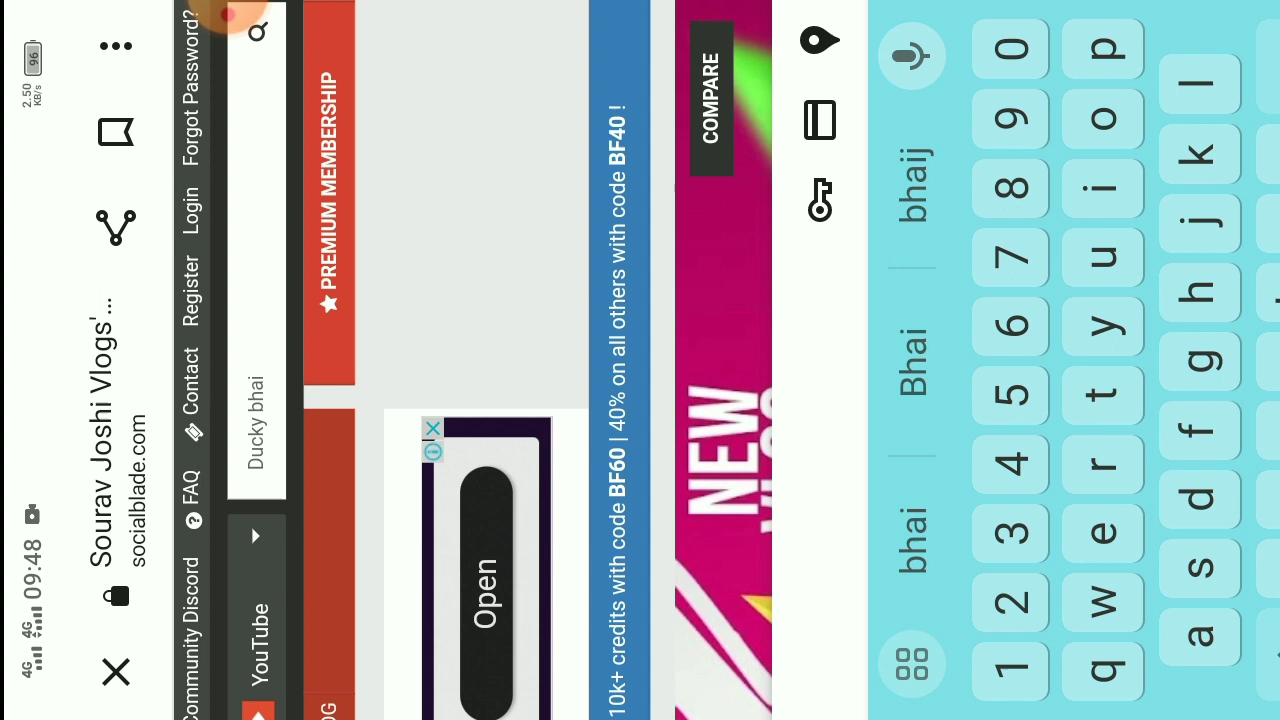 4G 4G 09:48 2.50 KB/s 96
Sourav Joshi Vlogs'...
socialblade.com
Community Discord FAQ Contact Register Login Forgot Password?
YouTube Ducky bhai
OG PREMIUM MEMBERSHIP
Open
10k+ credits with code BF60 | 40% on all others with code BF40 !
COMPARE
NEW
bhai Bhai bhaij
1 2 3 4 5 6 7 8 9 0
q w e r t y u i o p
a s d f g h j k l